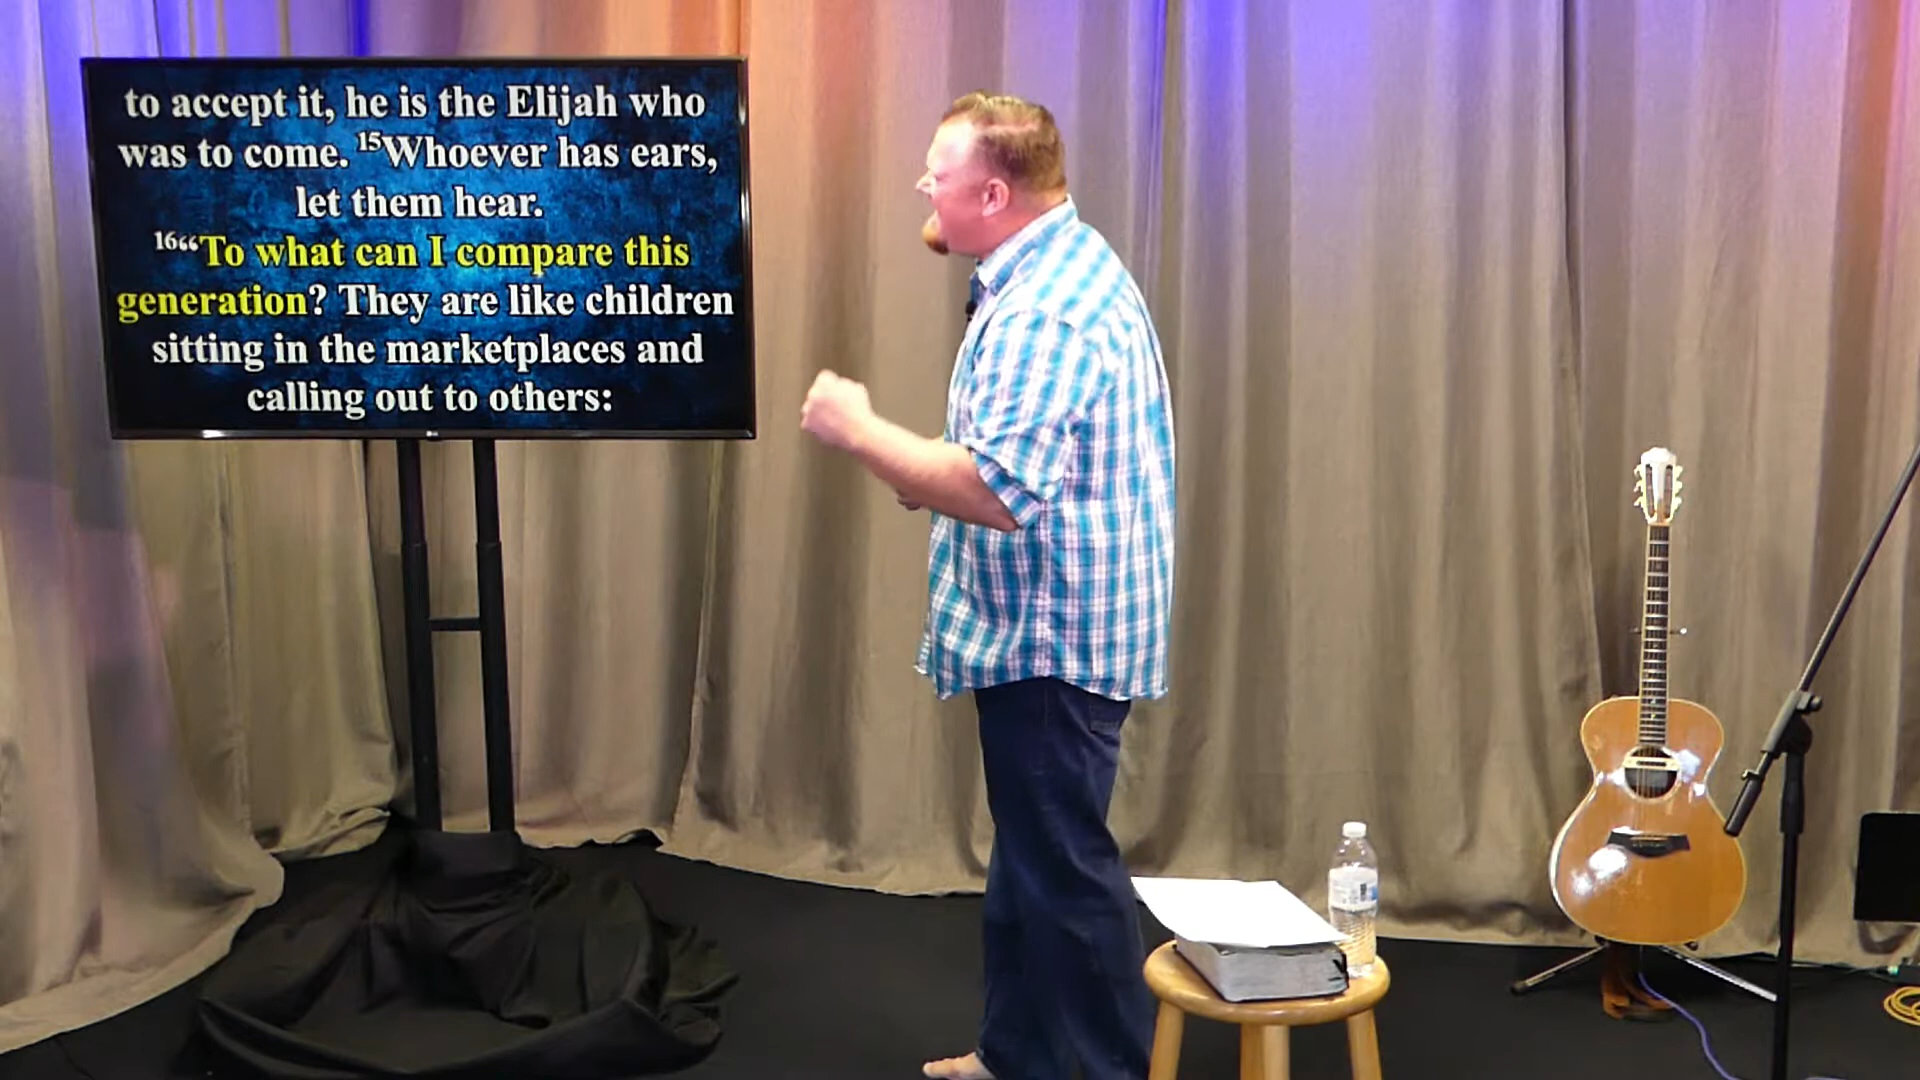 to accept it, he is the Elijah who
was to come. ¹⁵Whoever has ears,
let them hear.
¹⁶“To what can I compare this
generation? They are like children
sitting in the marketplaces and
calling out to others: